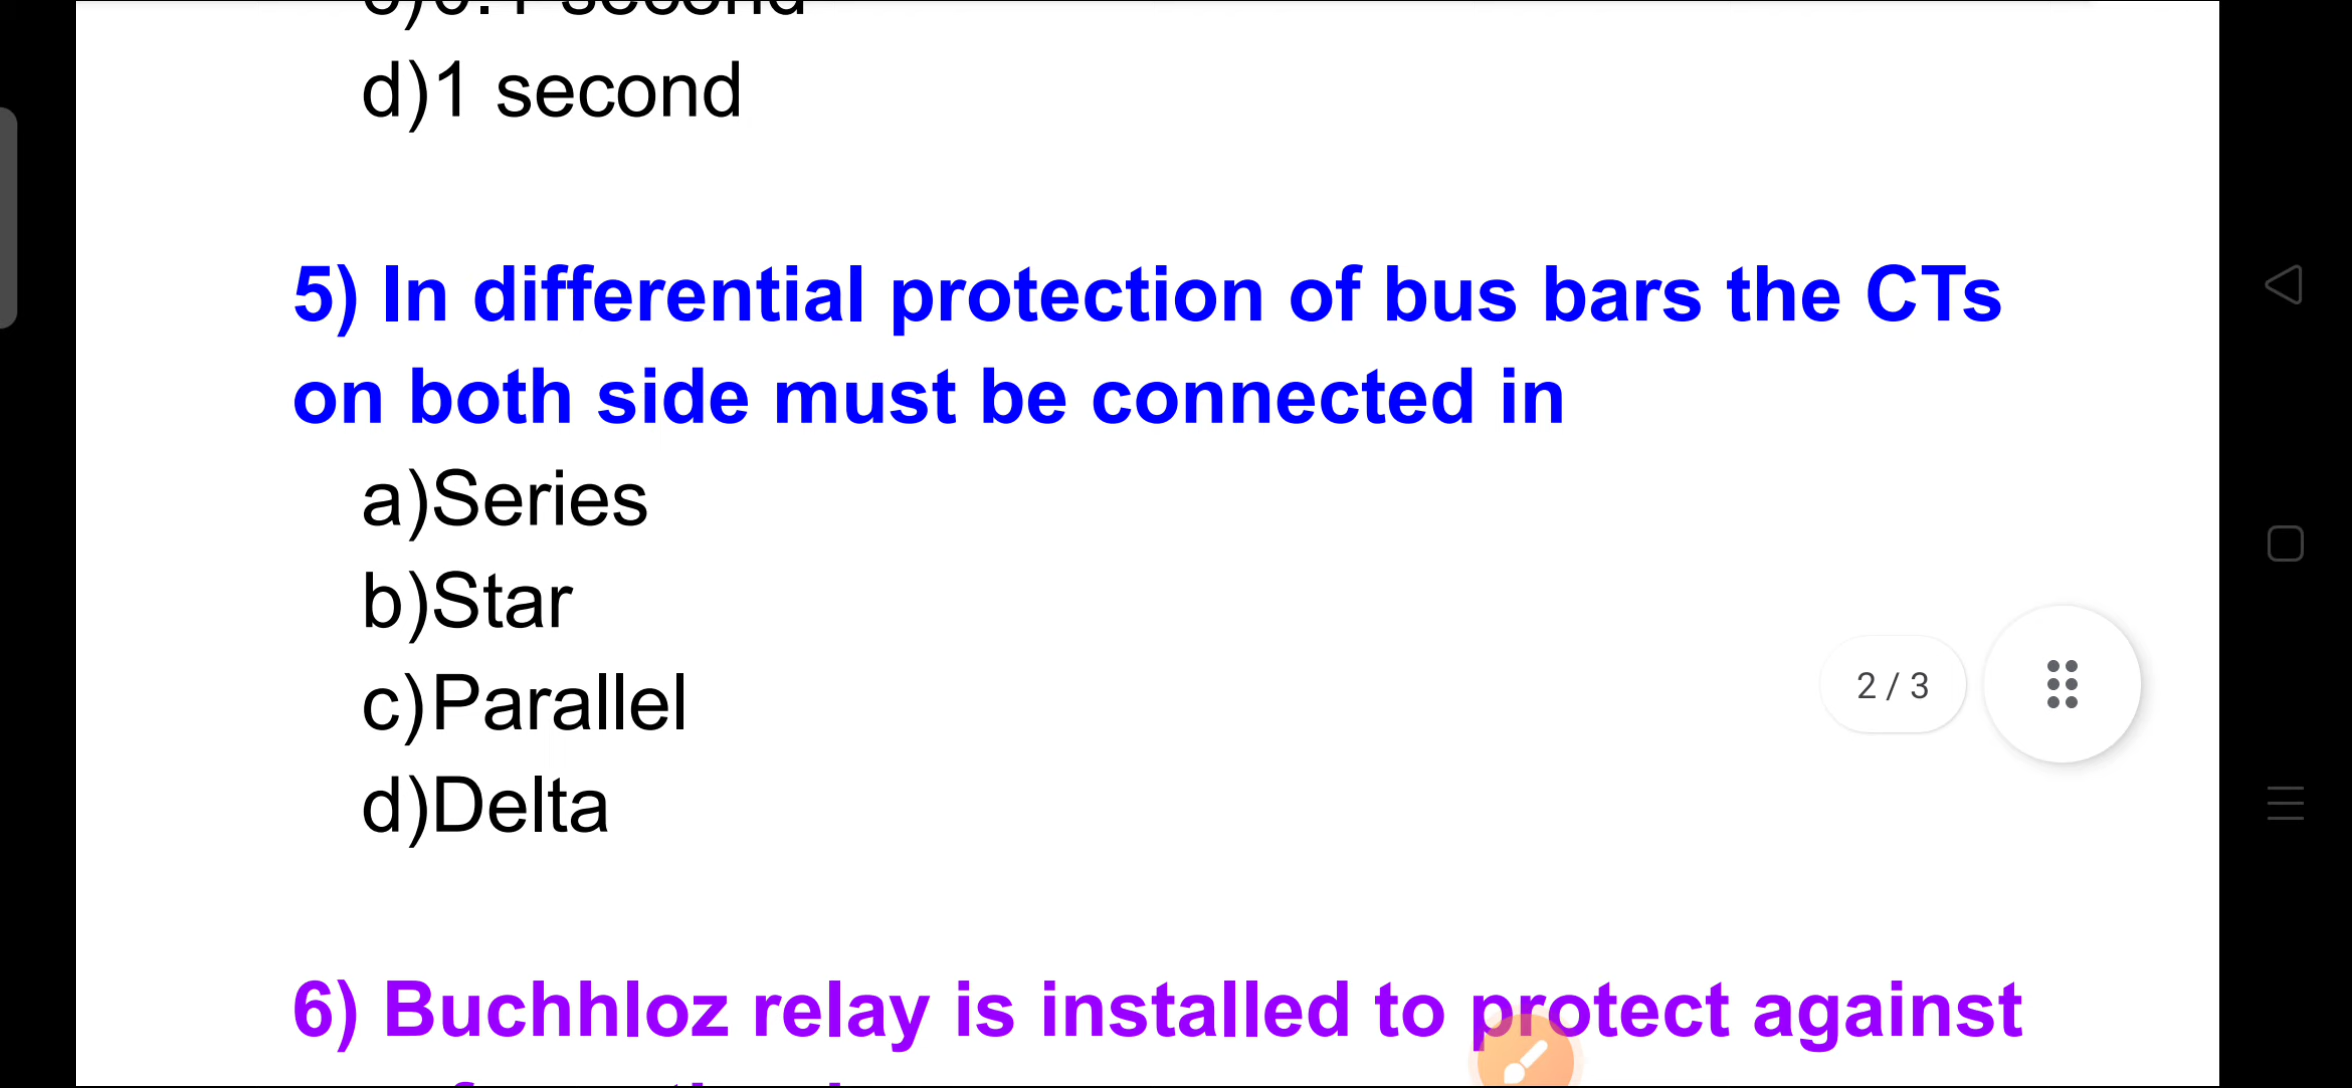 d)1 second
5) In differential protection of bus bars the CTs
on both side must be connected in
a)Series
b)Star
c)Parallel
2 / 3
d)Delta
6) Buchhloz relay is installed to protect against